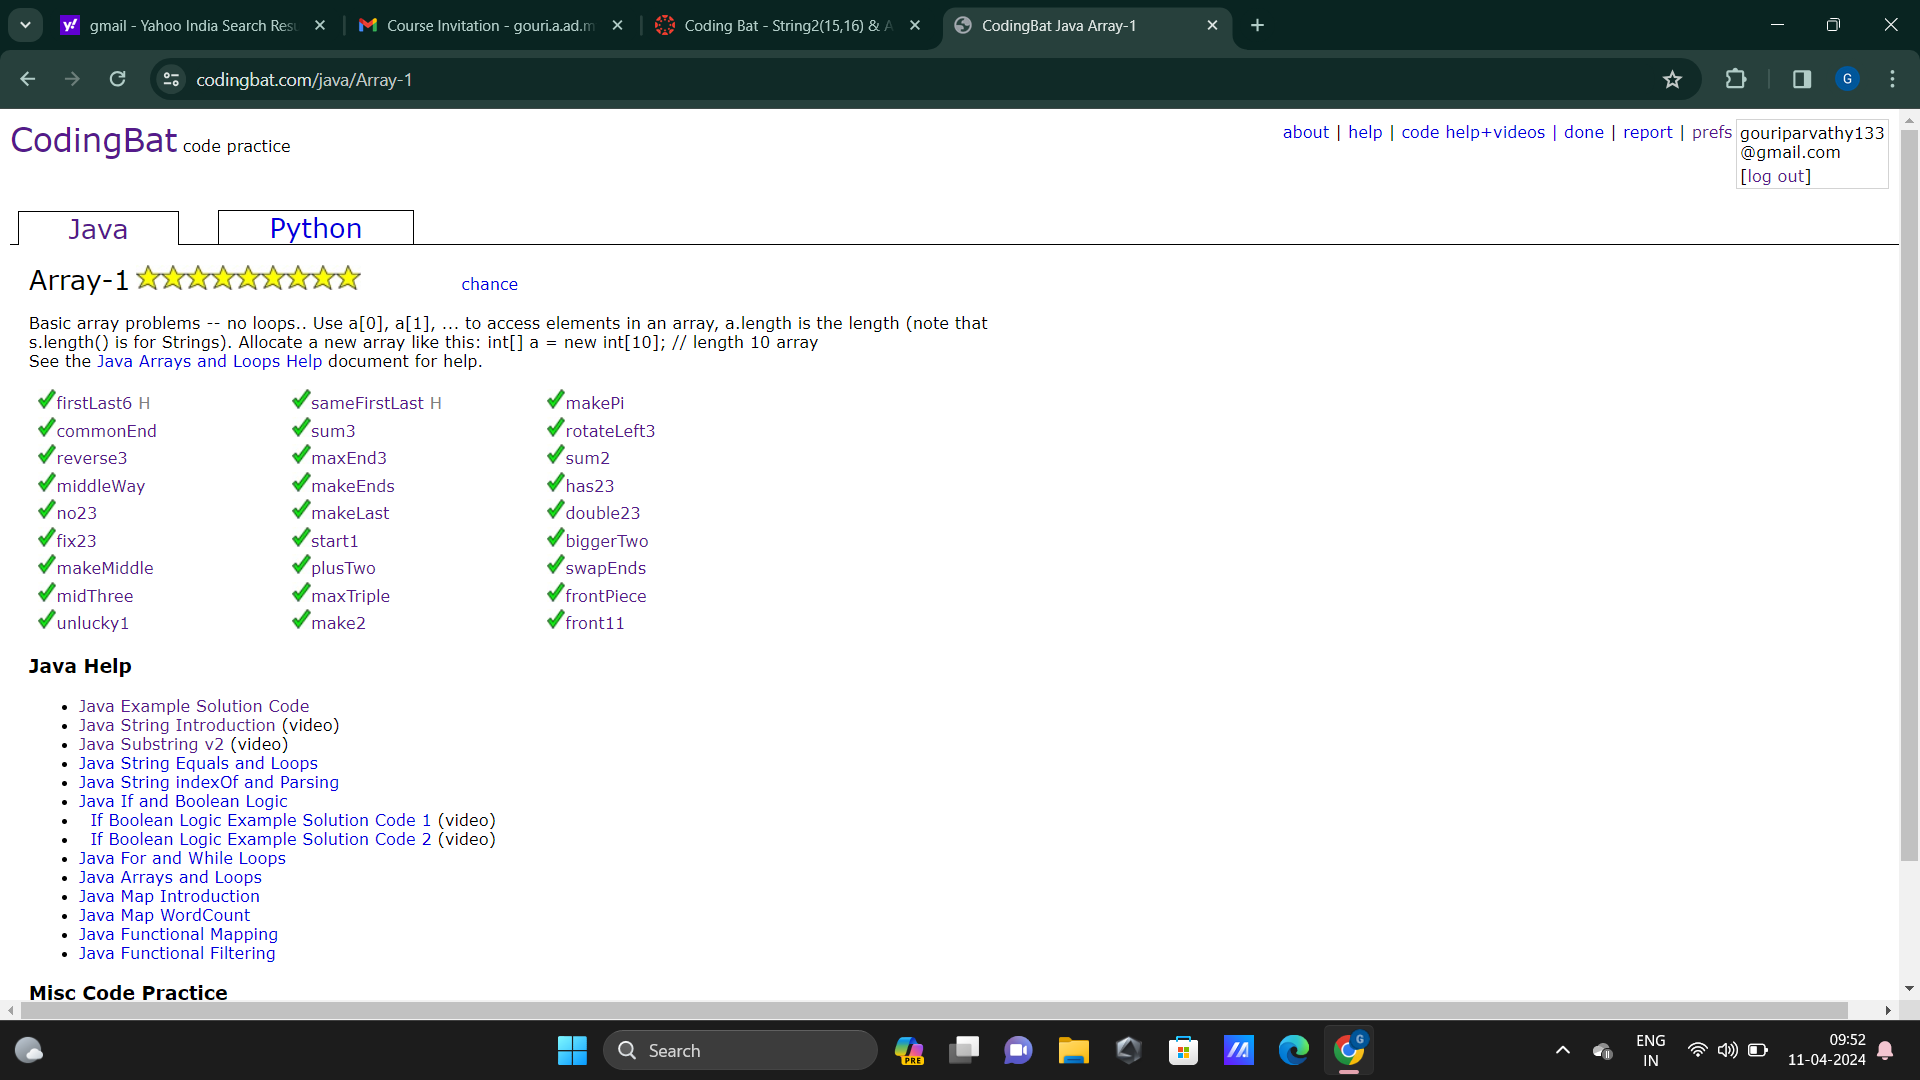 gmail - Yahoo India Search Resu
Course Invitation - gouri.a.ad.m
Coding Bat - String2(15,16) & A
CodingBat Java Array-1
codingbat.com/java/Array-1
G
CodingBat code practice
about | help | code help+videos | done | report | prefs
gouriparvathy133
@gmail.com
[log out]
Java
Python
Array-1
chance
Basic array problems -- no loops.. Use a[0], a[1], ... to access elements in an array, a.length is the length (note that
s.length() is for Strings). Allocate a new array like this: int[] a = new int[10]; // length 10 array
See the Java Arrays and Loops Help document for help.
firstLast6 H sameFirstLast H makePi
commonEnd sum3 rotateLeft3
reverse3 maxEnd3 sum2
middleWay makeEnds has23
no23 makeLast double23
fix23 start1 biggerTwo
makeMiddle plusTwo swapEnds
midThree maxTriple frontPiece
unlucky1 make2 front11
Java Help
• Java Example Solution Code
• Java String Introduction (video)
• Java Substring v2 (video)
• Java String Equals and Loops
• Java String indexOf and Parsing
• Java If and Boolean Logic
• If Boolean Logic Example Solution Code 1 (video)
• If Boolean Logic Example Solution Code 2 (video)
• Java For and While Loops
• Java Arrays and Loops
• Java Map Introduction
• Java Map WordCount
• Java Functional Mapping
• Java Functional Filtering
Misc Code Practice
Search
PRE
G
ENG
IN
09:52
11-04-2024